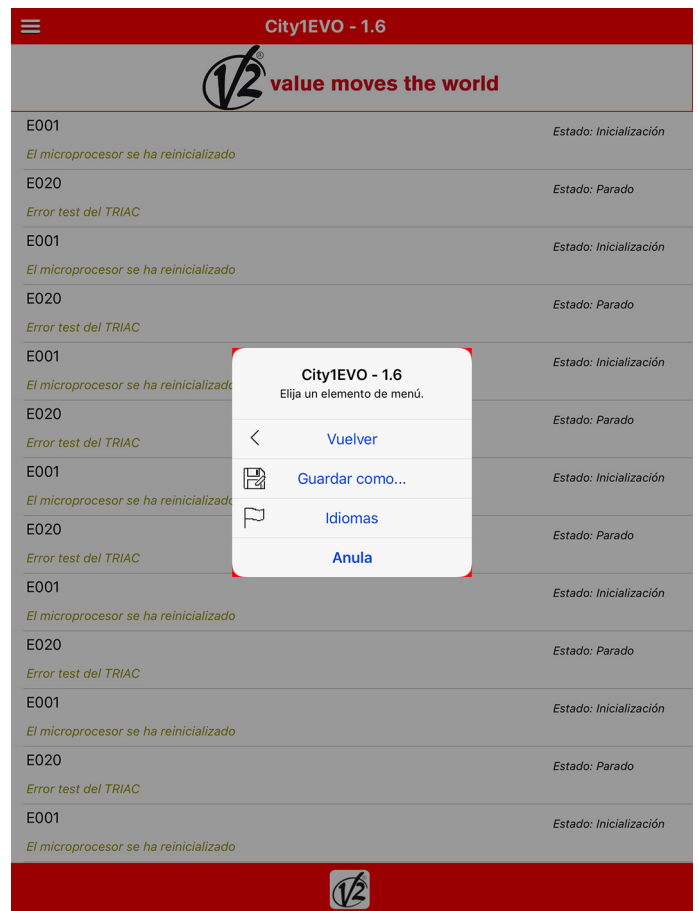 City1EVO - 1.6
V2® value moves the world
E001
Estado: Inicialización
El microprocesor se ha reinicializado
E020
Estado: Parado
Error test del TRIAC
E001
Estado: Inicialización
El microprocesor se ha reinicializado
E020
Estado: Parado
Error test del TRIAC
E001
Estado: Inicialización
El microprocesor se ha reinicializado
E020
Estado: Parado
Error test del TRIAC
E001
Estado: Inicialización
El microprocesor se ha reinicializado
E020
Estado: Parado
Error test del TRIAC
City1EVO - 1.6
Elija un elemento de menú.
Vuelver
Guardar como...
Idiomas
Anula
E001
Estado: Inicialización
El microprocesor se ha reinicializado
E020
Estado: Parado
Error test del TRIAC
E001
Estado: Inicialización
El microprocesor se ha reinicializado
E020
Estado: Parado
Error test del TRIAC
E001
Estado: Inicialización
El microprocesor se ha reinicializado
V2